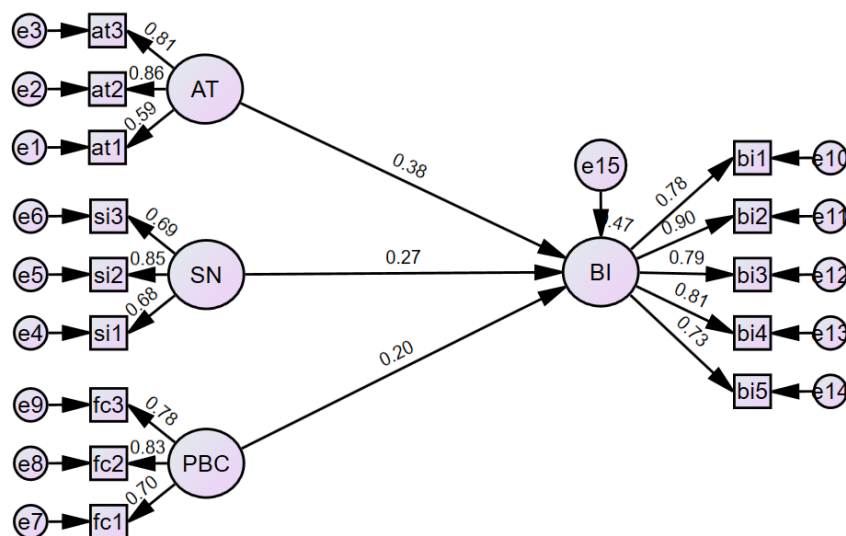 e3 at3 0.81
e2 at2 0.86 AT
e1 at1 0.59
0.38
e15
bi1 e10
0.78
e6 si3 0.69
.47
0.90 bi2 e11
e5 si2 0.85 SN
0.27
BI
0.79 bi3 e12
e4 si1 0.68
0.81 bi4 e13
0.73
0.20
bi5 e14
e9 fc3 0.78
e8 fc2 0.83 PBC
e7 fc1 0.70